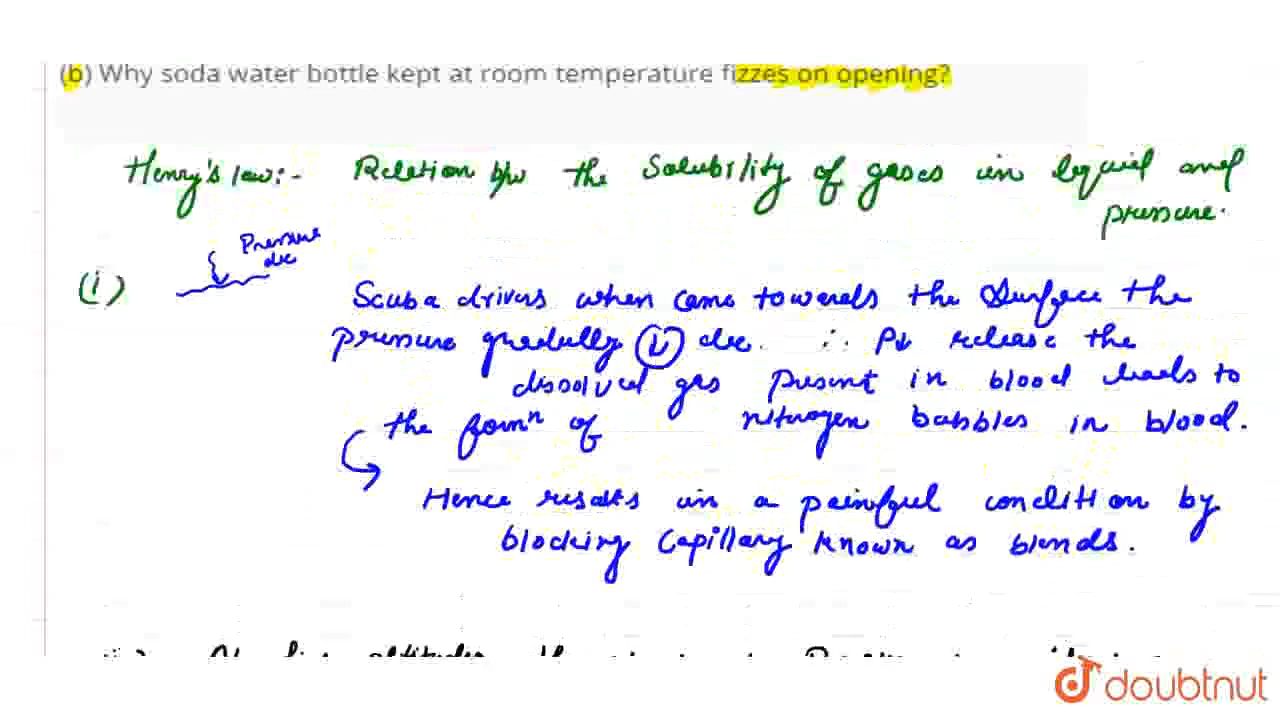 (b) Why soda water bottle kept at room temperature fizzes on opening?
Henry's law:- Relation b/w the Solubility of gases in liquid and
pressure.
Pressure
dec
(i)
Scuba drivers when came towards the surface the
pressure gradually (↓) dec. ∴ P↓ release the
dissolved gas present in blood leads to
the formⁿ of nitrogen babbles in blood.
Hence results in a painful condition by
blocking Capillary known as blends.
altitudes
doubtnut